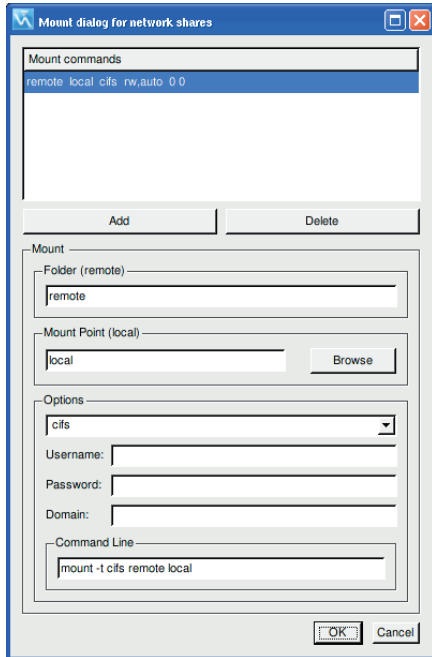 Mount dialog for network shares
Mount commands
remote local cifs rw,auto 0 0
Add Delete
Mount
Folder (remote)
remote
Mount Point (local)
local Browse
Options
cifs
Username:
Password:
Domain:
Command Line
mount -t cifs remote local
OK Cancel